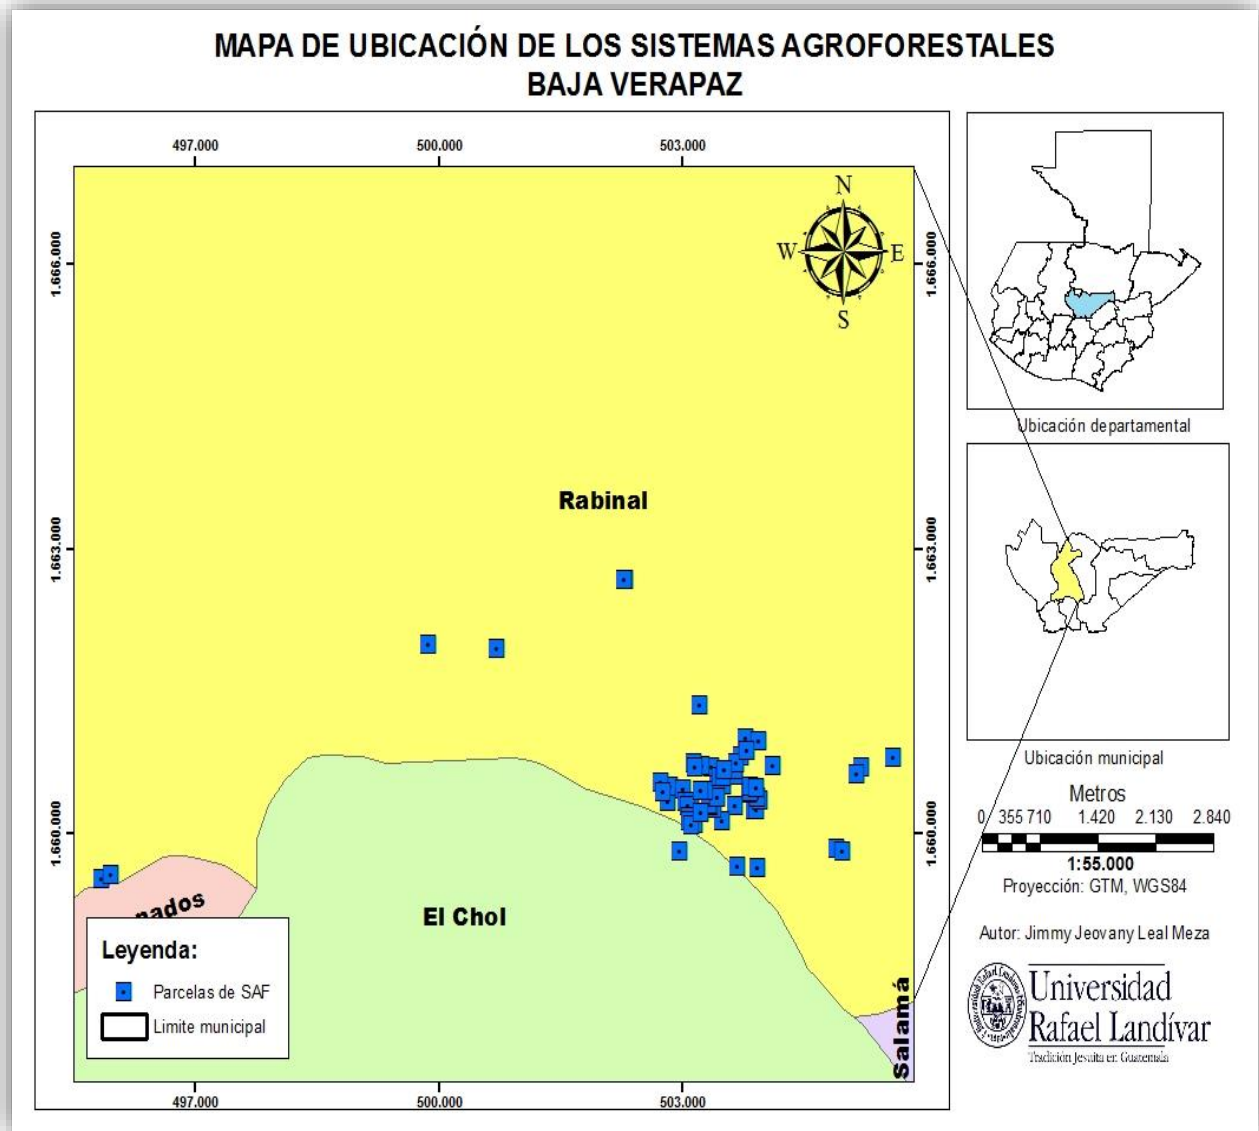 MAPA DE UBICACIÓN DE LOS SISTEMAS AGROFORESTALES
BAJA VERAPAZ
497.000 500.000 503.000
N
W E
S
1.666.000 1.666.000
1.663.000 1.663.000
1.660.000 1.660.000
Rabinal
El Chol
nados
Salamá
Leyenda:
Parcelas de SAF
Limite municipal
497.000 500.000 503.000
Ubicación departamental
Ubicación municipal
Metros
0 355 710 1.420 2.130 2.840
1:55.000
Proyección: GTM, WGS84
Autor: Jimmy Jeovany Leal Meza
Universidad
Rafael Landívar
Tradición Jesuita en Guatemala